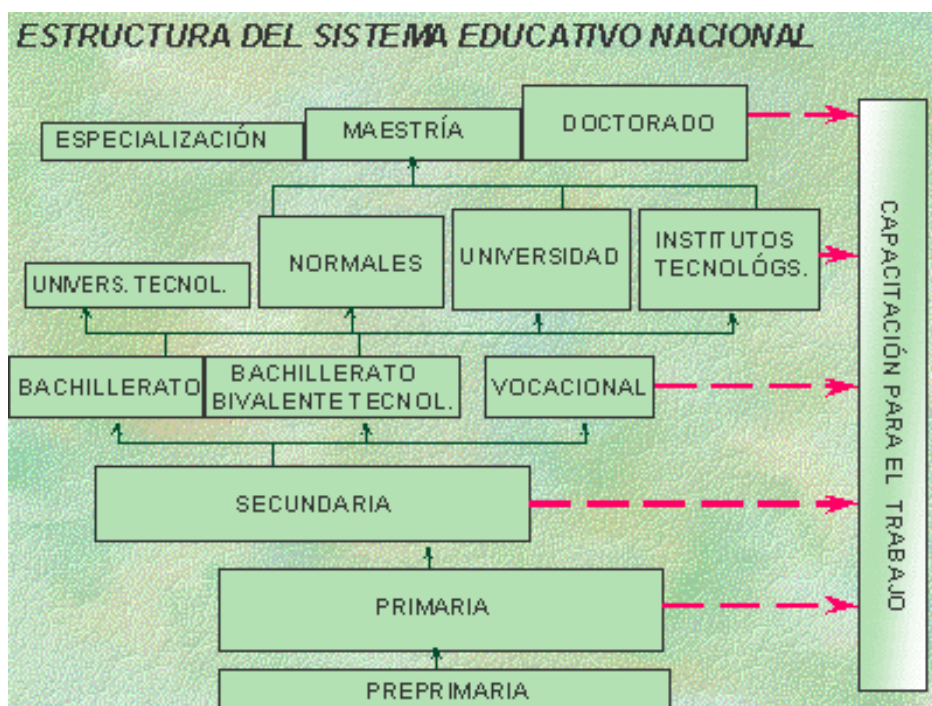 ESTRUCTURA DEL SISTEMA EDUCATIVO NACIONAL
ESPECIALIZACIÓN
MAESTRÍA
DOCTORADO
UNIVERS. TECNOL.
NORMALES
UNIVERSIDAD
INSTITUTOS
TECNOLÓGS.
BACHILLERATO
BACHILLERATO
BIVALENTE TECNOL.
VOCACIONAL
SECUNDARIA
PRIMARIA
PREPRIMARIA
CAPACITACIÓN PARA EL TRABAJO